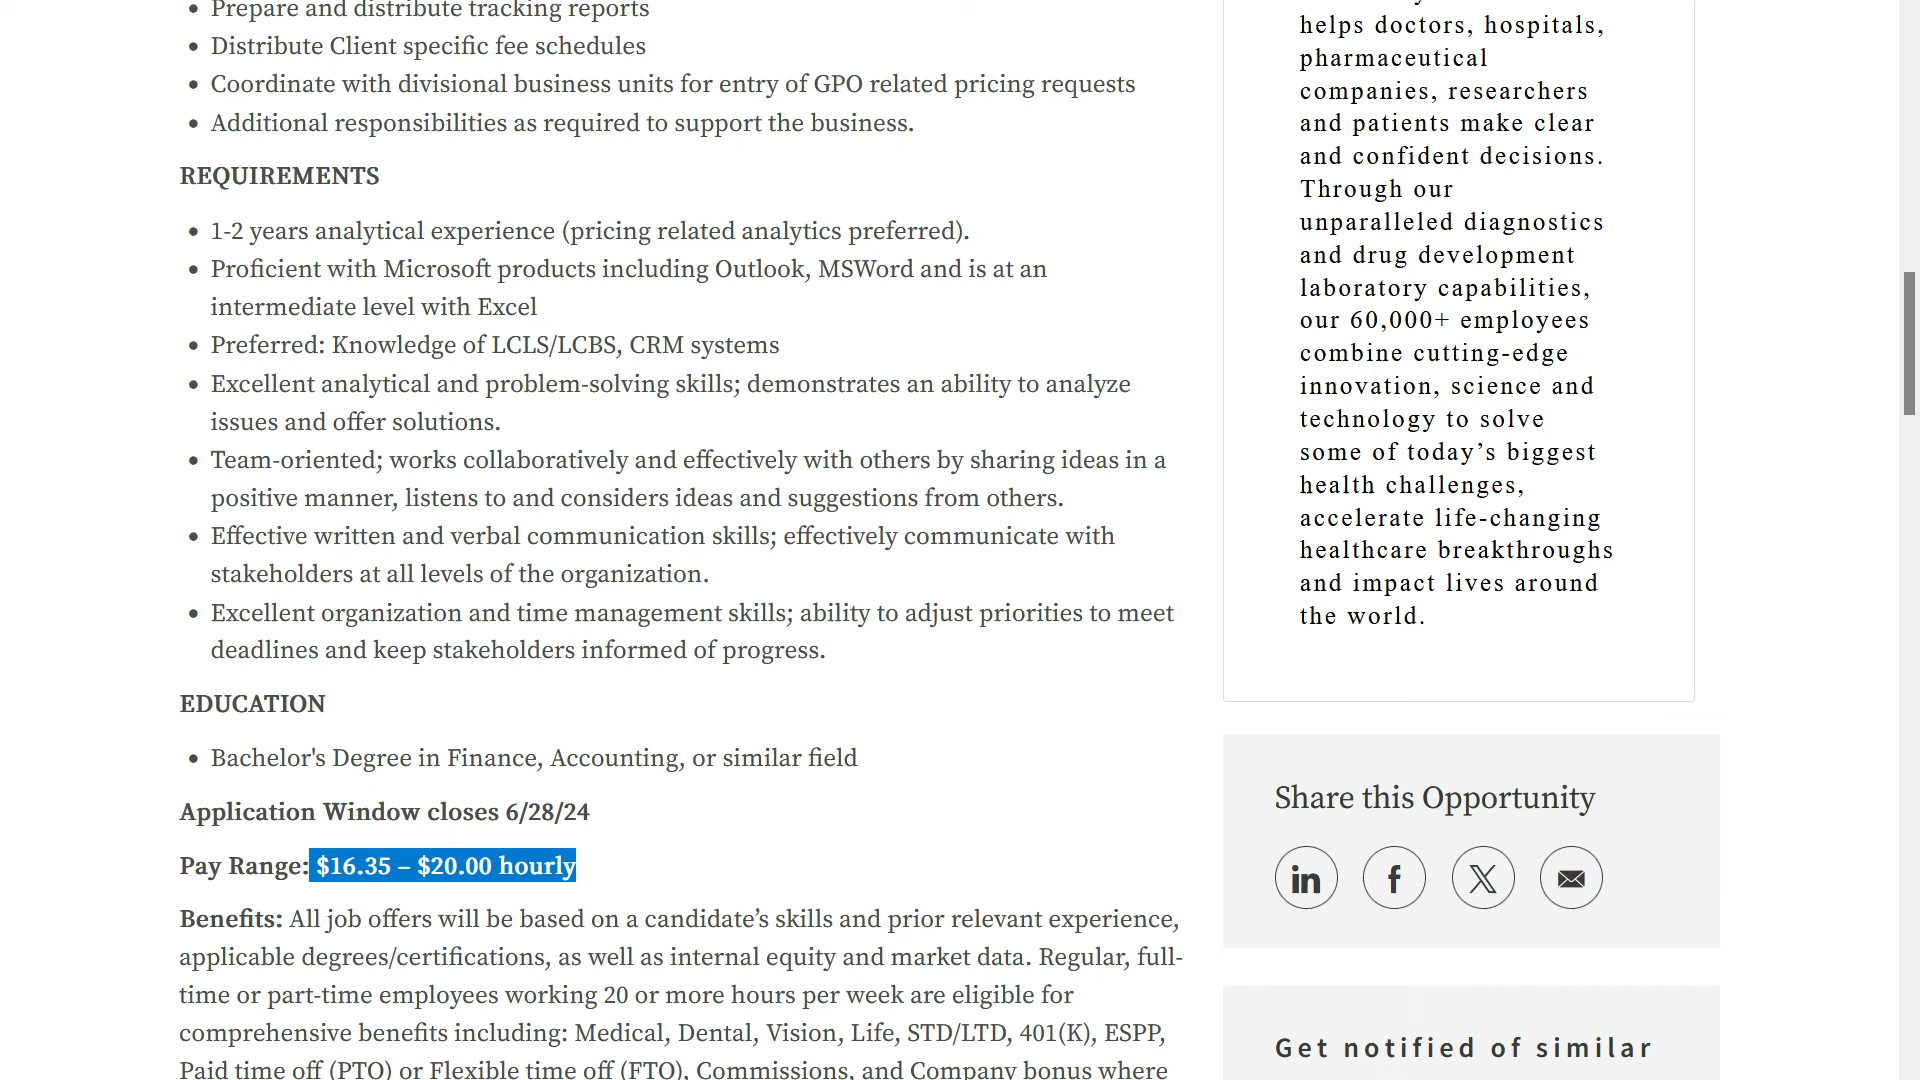 Prepare and distribute tracking reports
Distribute Client specific fee schedules
Coordinate with divisional business units for entry of GPO related pricing requests
Additional responsibilities as required to support the business.
REQUIREMENTS
1-2 years analytical experience (pricing related analytics preferred).
Proficient with Microsoft products including Outlook, MSWord and is at an
intermediate level with Excel
Preferred: Knowledge of LCLS/LCBS, CRM systems
Excellent analytical and problem-solving skills; demonstrates an ability to analyze
issues and offer solutions.
Team-oriented; works collaboratively and effectively with others by sharing ideas in a
positive manner, listens to and considers ideas and suggestions from others.
Effective written and verbal communication skills; effectively communicate with
stakeholders at all levels of the organization.
Excellent organization and time management skills; ability to adjust priorities to meet
deadlines and keep stakeholders informed of progress.
EDUCATION
Bachelor's Degree in Finance, Accounting, or similar field
Application Window closes 6/28/24
Pay Range: $16.35 – $20.00 hourly
Benefits: All job offers will be based on a candidate’s skills and prior relevant experience,
applicable degrees/certifications, as well as internal equity and market data. Regular, full-
time or part-time employees working 20 or more hours per week are eligible for
comprehensive benefits including: Medical, Dental, Vision, Life, STD/LTD, 401(K), ESPP,
Paid time off (PTO) or Flexible time off (FTO), Commissions, and Company bonus where
helps doctors, hospitals,
pharmaceutical
companies, researchers
and patients make clear
and confident decisions.
Through our
unparalleled diagnostics
and drug development
laboratory capabilities,
our 60,000+ employees
combine cutting-edge
innovation, science and
technology to solve
some of today’s biggest
health challenges,
accelerate life-changing
healthcare breakthroughs
and impact lives around
the world.
Share this Opportunity
Get notified of similar